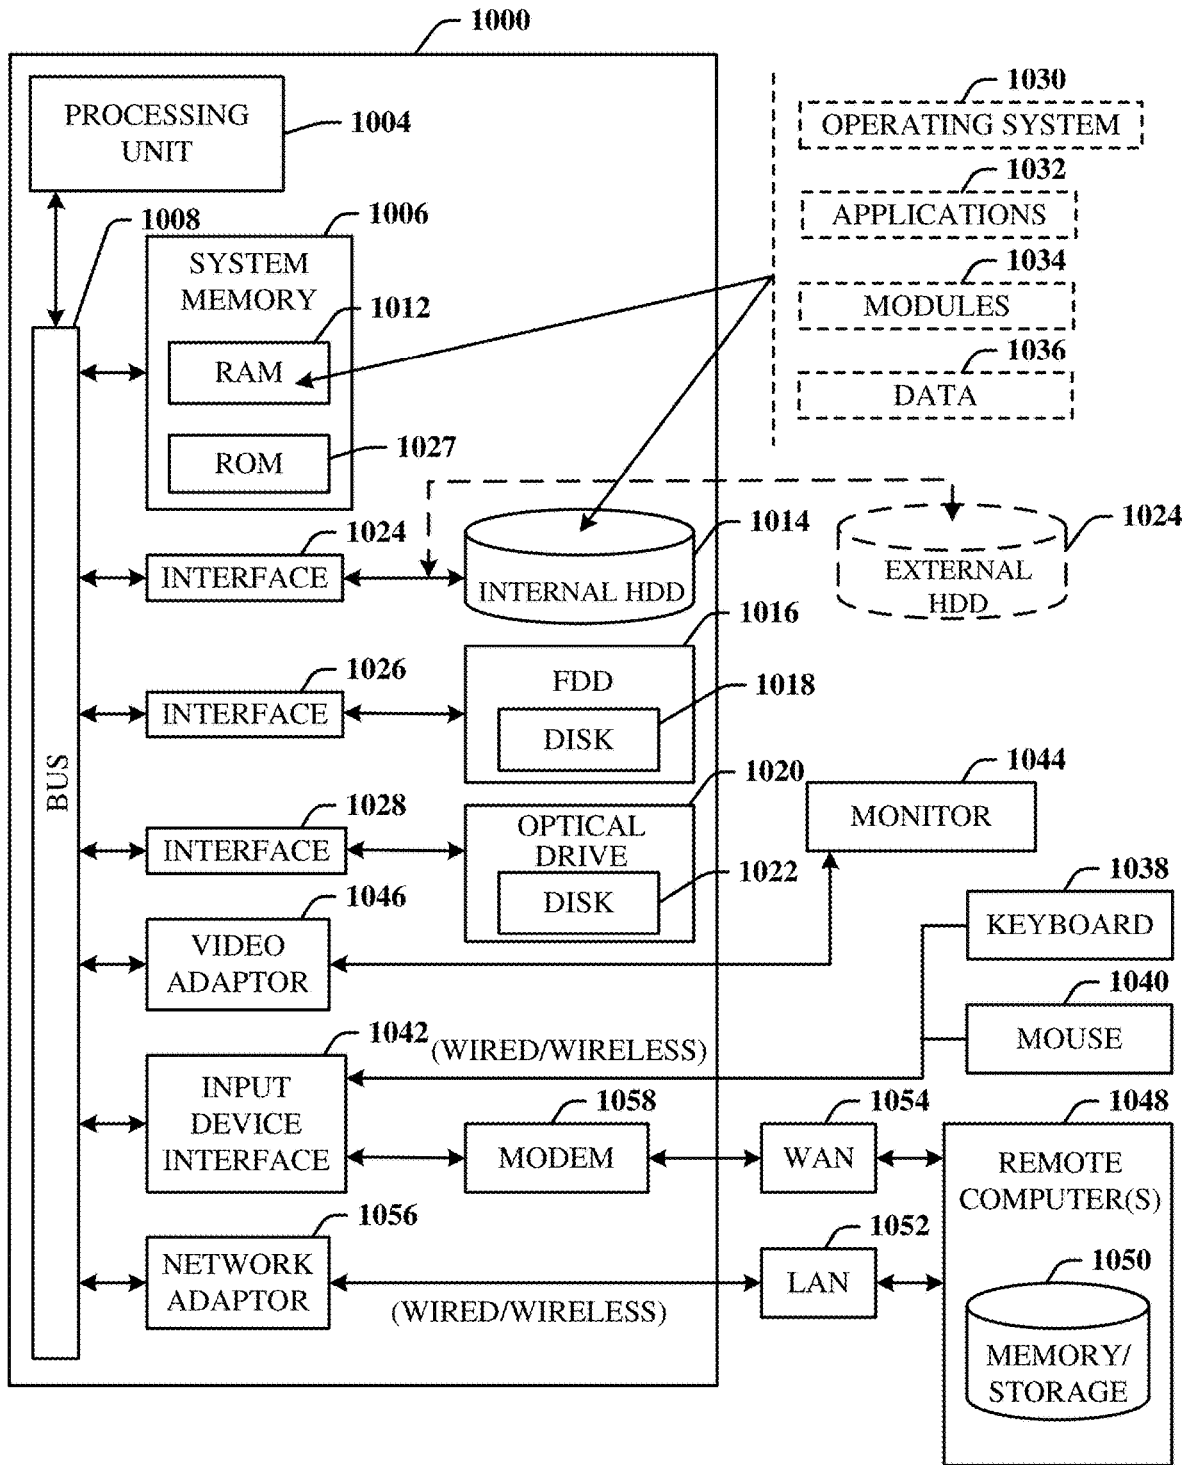 1000
PROCESSING
UNIT
1004
1030
OPERATING SYSTEM
1032
APPLICATIONS
1034
MODULES
1036
DATA
1008
1006
SYSTEM
MEMORY
1012
RAM
1027
ROM
1024
INTERFACE
1014
INTERNAL HDD
1024
EXTERNAL
HDD
1016
FDD
1026
INTERFACE
1018
DISK
BUS
1020
OPTICAL
DRIVE
1028
INTERFACE
1022
DISK
1044
MONITOR
1046
VIDEO
ADAPTOR
1038
KEYBOARD
1040
MOUSE
1042
(WIRED/WIRELESS)
INPUT
DEVICE
INTERFACE
1058
MODEM
1054
WAN
1048
REMOTE
COMPUTER(S)
1056
NETWORK
ADAPTOR
(WIRED/WIRELESS)
1052
LAN
1050
MEMORY/
STORAGE